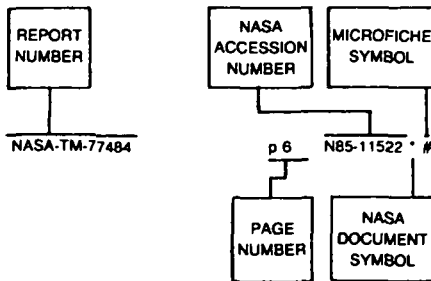 REPORT
NUMBER
NASA
ACCESSION
NUMBER
MICROFICHE
SYMBOL
NASA-TM-77484
p 6
N85-11522 * #
PAGE
NUMBER
NASA
DOCUMENT
SYMBOL